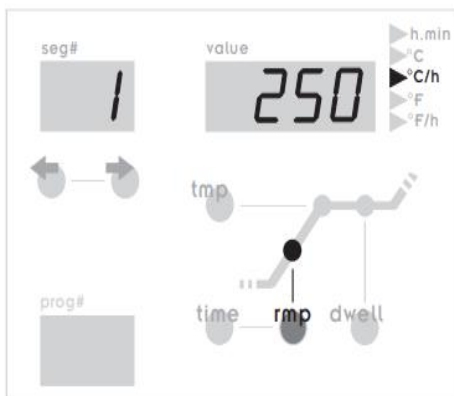 seg#
value
h.min
°C
°C/h
°F
°F/h
1
250
tmp
time rmp dwell
prog#